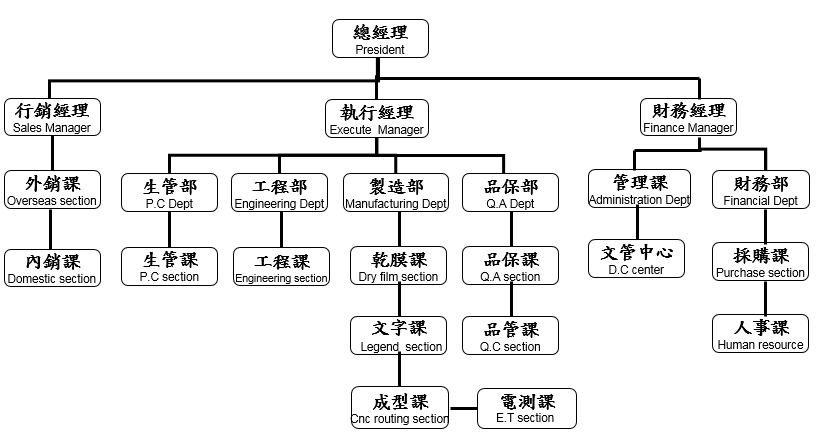 總經理
President
行銷經理
Sales Manager
執行經理
Execute Manager
財務經理
Finance Manager
外銷課
Overseas section
生管部
P.C Dept
工程部
Engineering Dept
製造部
Manufacturing Dept
品保部
Q.A Dept
管理課
Administration Dept
財務部
Financial Dept
內銷課
Domestic section
生管課
P.C section
工程課
Engineering section
乾膜課
Dry film section
品保課
Q.A section
文管中心
D.C center
採購課
Purchase section
文字課
Legend section
品管課
Q.C section
人事課
Human resource
成型課
Cnc routing section
電測課
E.T section